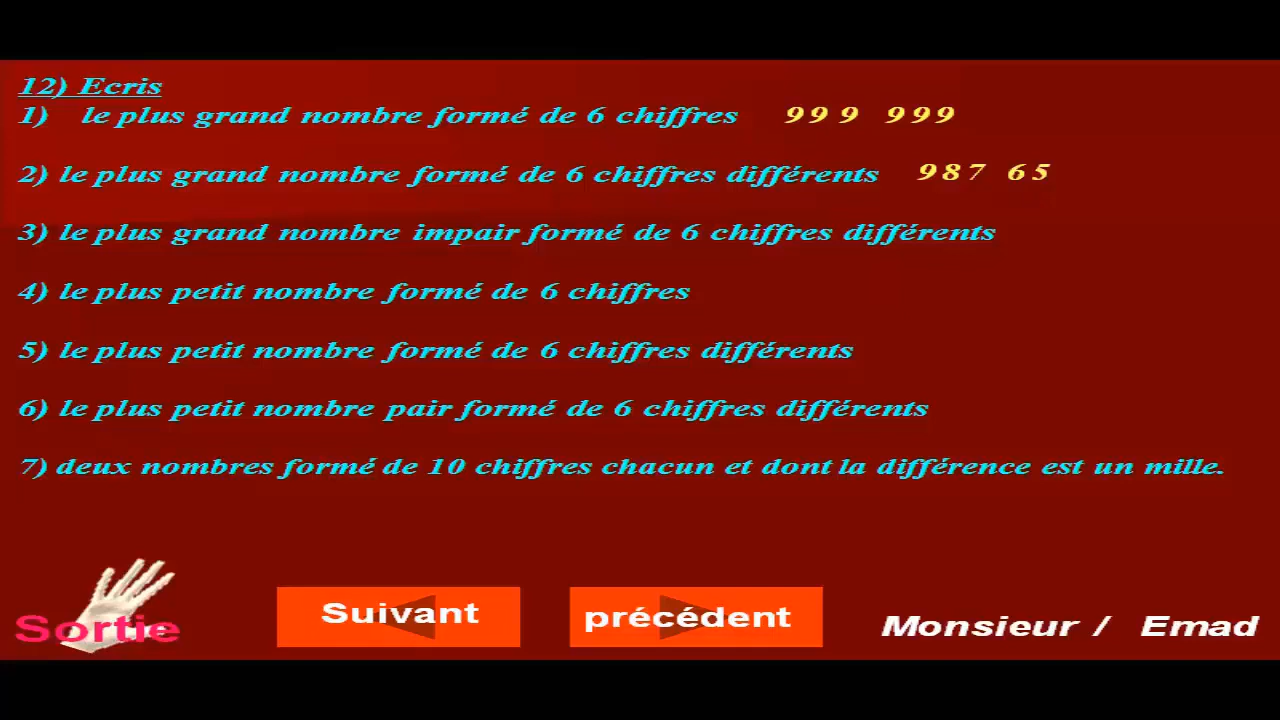 12) Ecris
1) le plus grand nombre formé de 6 chiffres 999 999
2) le plus grand nombre formé de 6 chiffres différents 987 65
3) le plus grand nombre impair formé de 6 chiffres différents
4) le plus petit nombre formé de 6 chiffres
5) le plus petit nombre formé de 6 chiffres différents
6) le plus petit nombre pair formé de 6 chiffres différents
7) deux nombres formé de 10 chiffres chacun et dont la différence est un mille.
Sortie Suivant précédent Monsieur / Emad